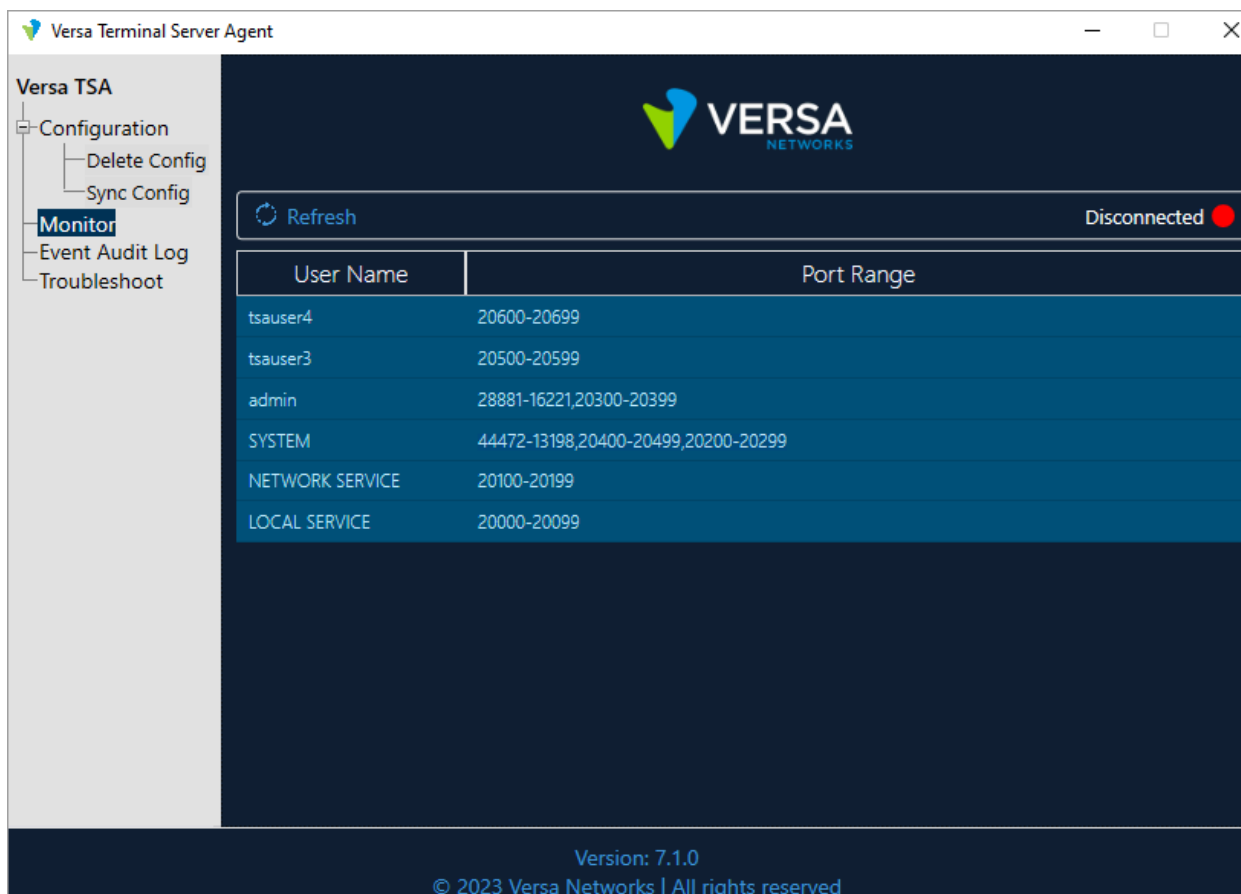 Versa Terminal Server Agent
Versa TSA
Configuration
Delete Config
Sync Config
Monitor
Event Audit Log
Troubleshoot
VERSA
NETWORKS
Refresh
Disconnected
User Name Port Range
tsauser4 20600-20699
tsauser3 20500-20599
admin 28881-16221,20300-20399
SYSTEM 44472-13198,20400-20499,20200-20299
NETWORK SERVICE 20100-20199
LOCAL SERVICE 20000-20099
Version: 7.1.0
© 2023 Versa Networks | All rights reserved